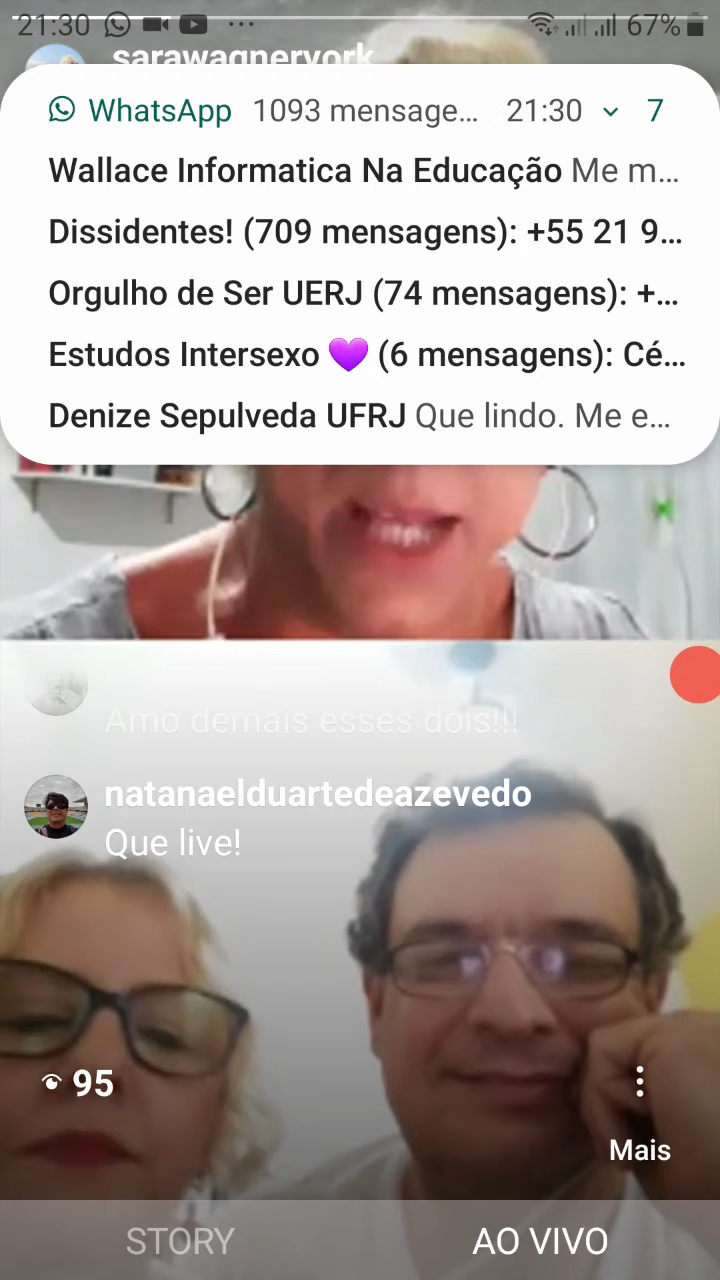 21:30 67%
sarawagneryork
WhatsApp 1093 mensage... 21:30 7
Wallace Informatica Na Educação Me m...
Dissidentes! (709 mensagens): +55 21 9...
Orgulho de Ser UERJ (74 mensagens): +...
Estudos Intersexo 💜 (6 mensagens): Cé...
Denize Sepulveda UFRJ Que lindo. Me e...
Amo demais esses dois!!!
natanaelduartedeazevedo
Que live!
95
Mais
STORY AO VIVO